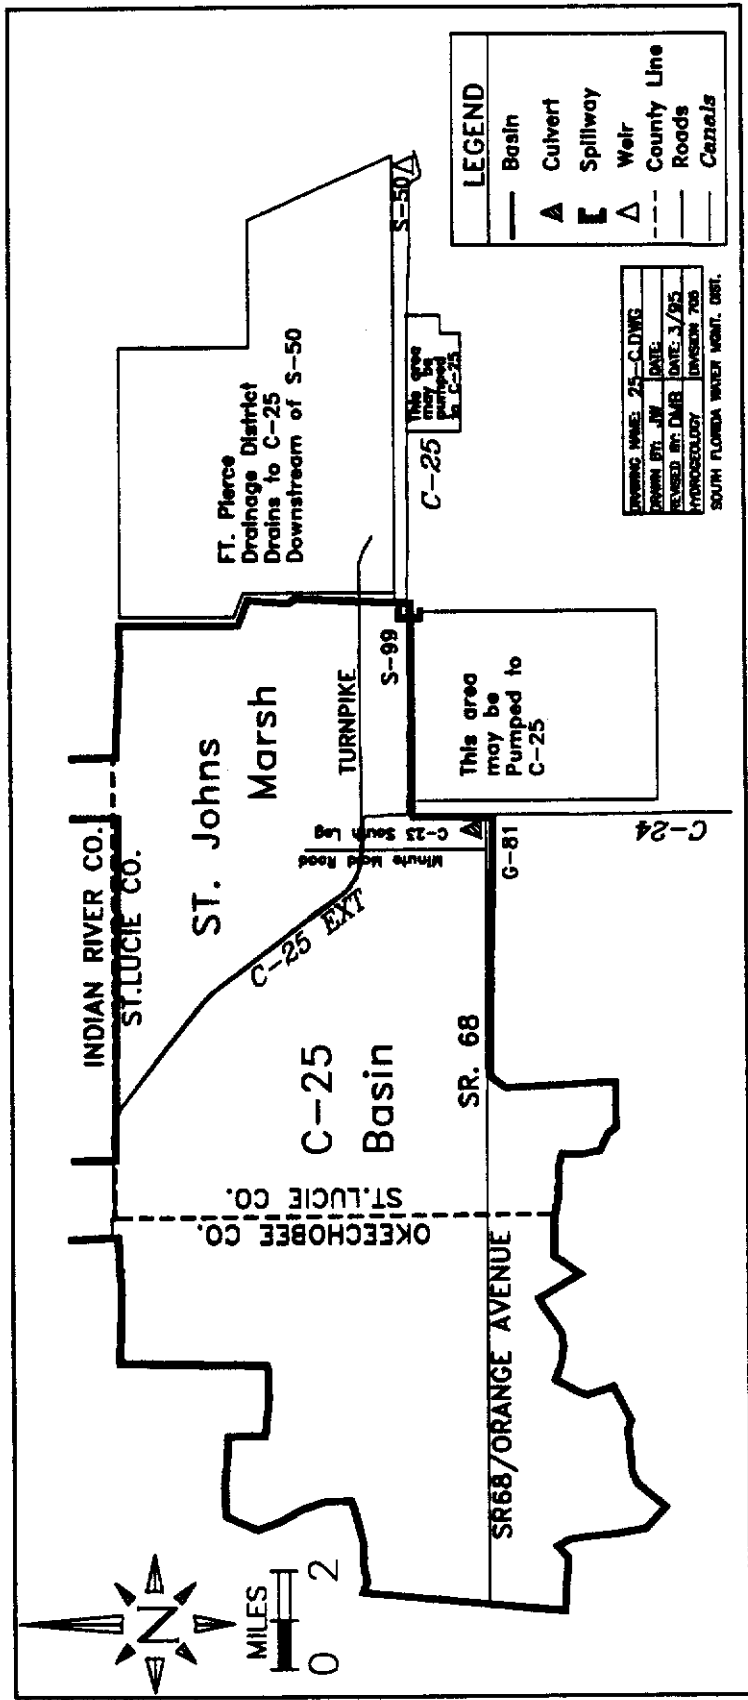 INDIAN RIVER CO.
ST.LUCIE CO.
ST. Johns
Marsh
FT. Pierce
Drainage District
Drains to C-25
Downstream of S-50
TURNPIKE
S-99
S-50
C-25 EXT
C-25
Basin
ST.LUCIE CO.
OKEECHOBEE CO.
Minute Maid Road
C-23 South Leg
This area
may be
pumped
to C-25
C-25
This area
may be
Pumped to
C-25
SR. 68
G-81
C-24
SR68/ORANGE AVENUE
N
MILES
0 2
LEGEND
Basin
Culvert
Spillway
Weir
County Line
Roads
Canals
DRAWING NAME: 25-C.DWG
DRAWN BY: JW DATE:
REVISED BY: DMR DATE: 3/95
HYDROGEOLOGY DIVISION 705
SOUTH FLORIDA WATER MGMT. DIST.